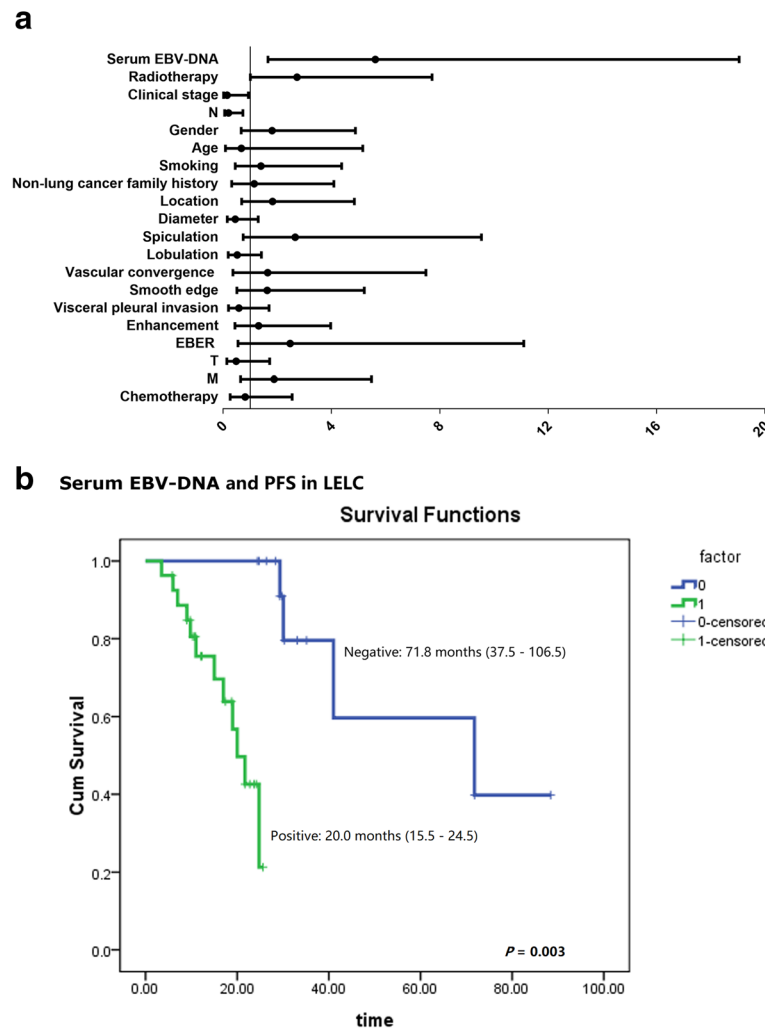 a
Serum EBV-DNA
Radiotherapy
Clinical stage
N
Gender
Age
Smoking
Non-lung cancer family history
Location
Diameter
Spiculation
Lobulation
Vascular convergence
Smooth edge
Visceral pleural invasion
Enhancement
EBER
T
M
Chemotherapy
0 4 8 12 16 20
b Serum EBV-DNA and PFS in LELC
Survival Functions
factor
0
1
0-censored
1-censored
Cum Survival
1.0
0.8
0.6
0.4
0.2
0.0
Negative: 71.8 months (37.5 - 106.5)
Positive: 20.0 months (15.5 - 24.5)
P = 0.003
0.00 20.00 40.00 60.00 80.00 100.00
time